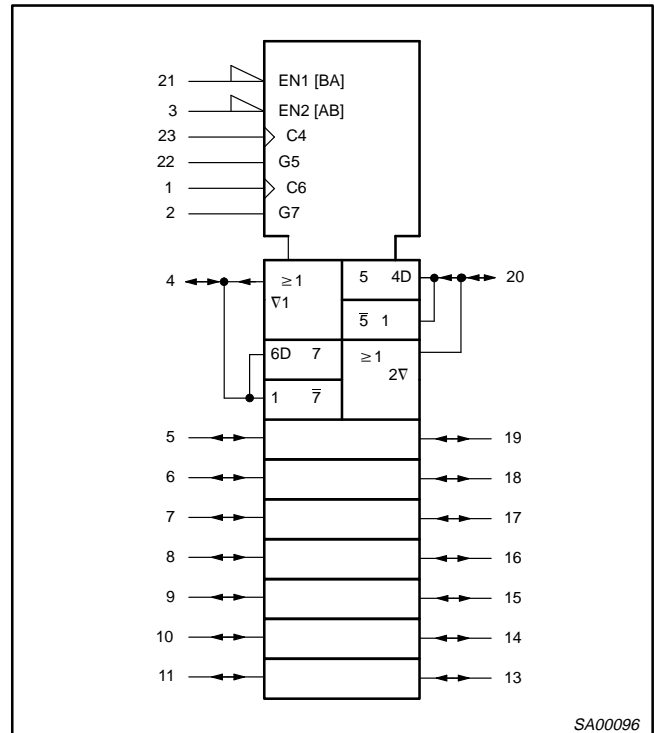 21 EN1 [BA]
3 EN2 [AB]
23 C4
22 G5
1 C6
2 G7
4 ≥1 5 4D 20
∇1
5̅ 1
6D 7 ≥1
2∇
1 7̅
5 19
6 18
7 17
8 16
9 15
10 14
11 13
SA00096